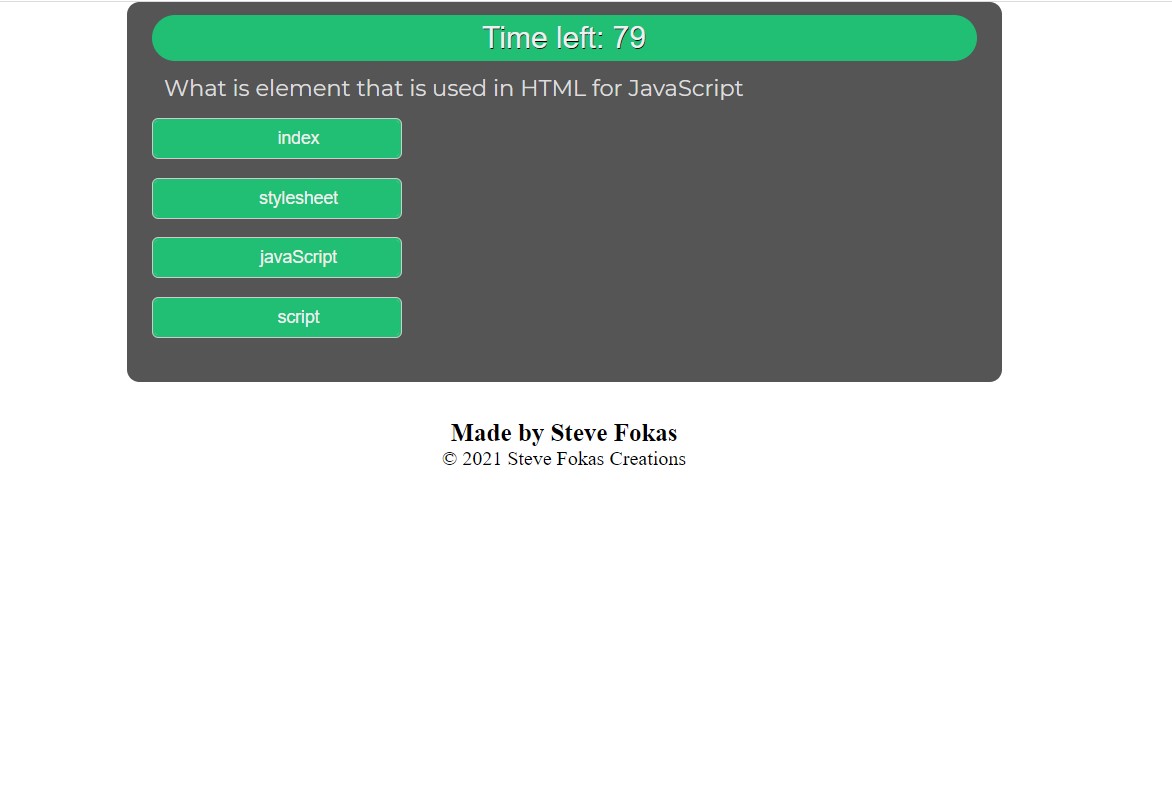 Time left: 79
What is element that is used in HTML for JavaScript
index
stylesheet
javaScript
script
Made by Steve Fokas
© 2021 Steve Fokas Creations